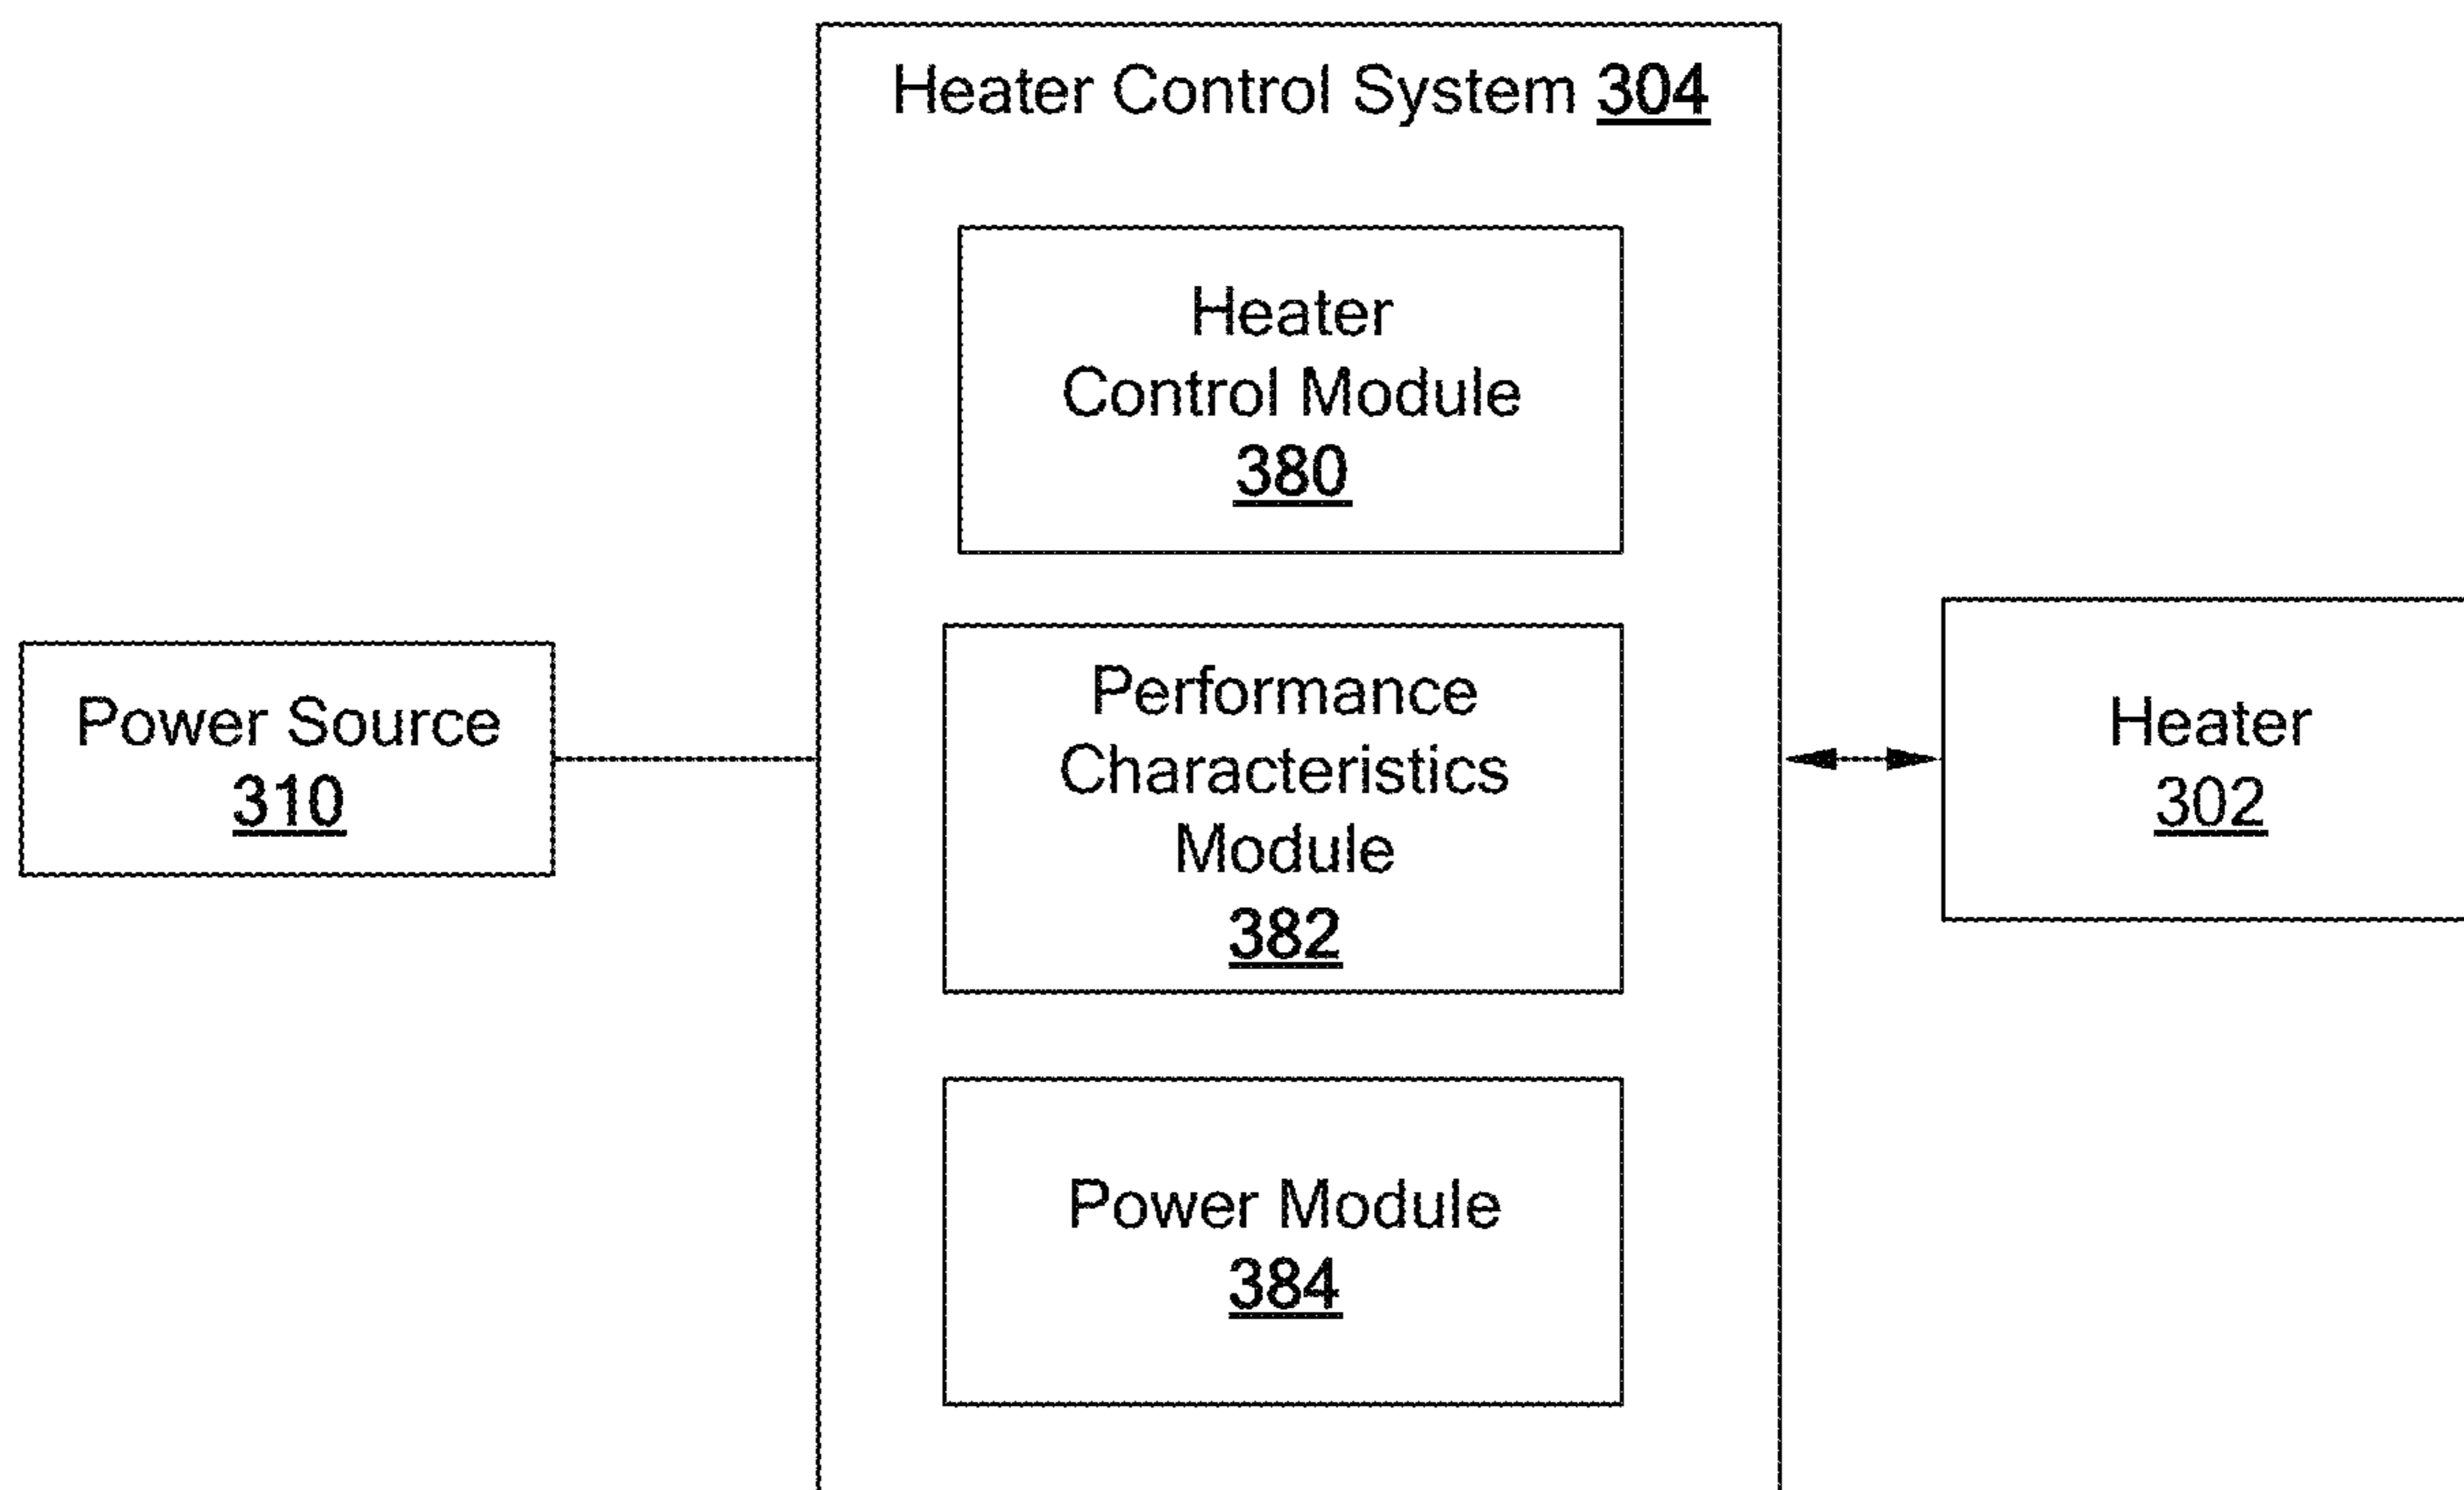 Heater Control System 304
Heater
Control Module
380
Performance
Characteristics
Module
382
Power Module
384
Power Source
310
Heater
302